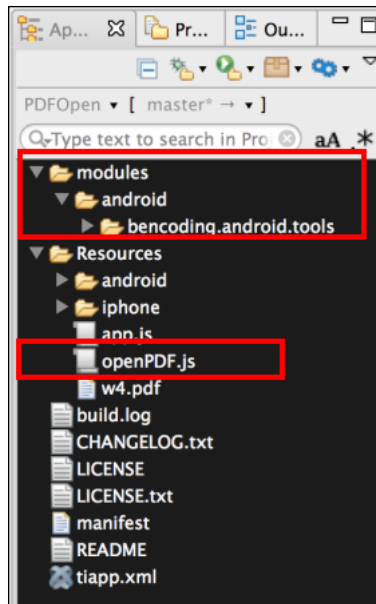 Ap... Pr... Ou...
PDFOpen [ master* → ]
Type text to search in Pro aA .*
modules
android
bencoding.android.tools
Resources
android
iphone
app.js
openPDF.js
w4.pdf
build.log
CHANGELOG.txt
LICENSE
LICENSE.txt
manifest
README
tiapp.xml